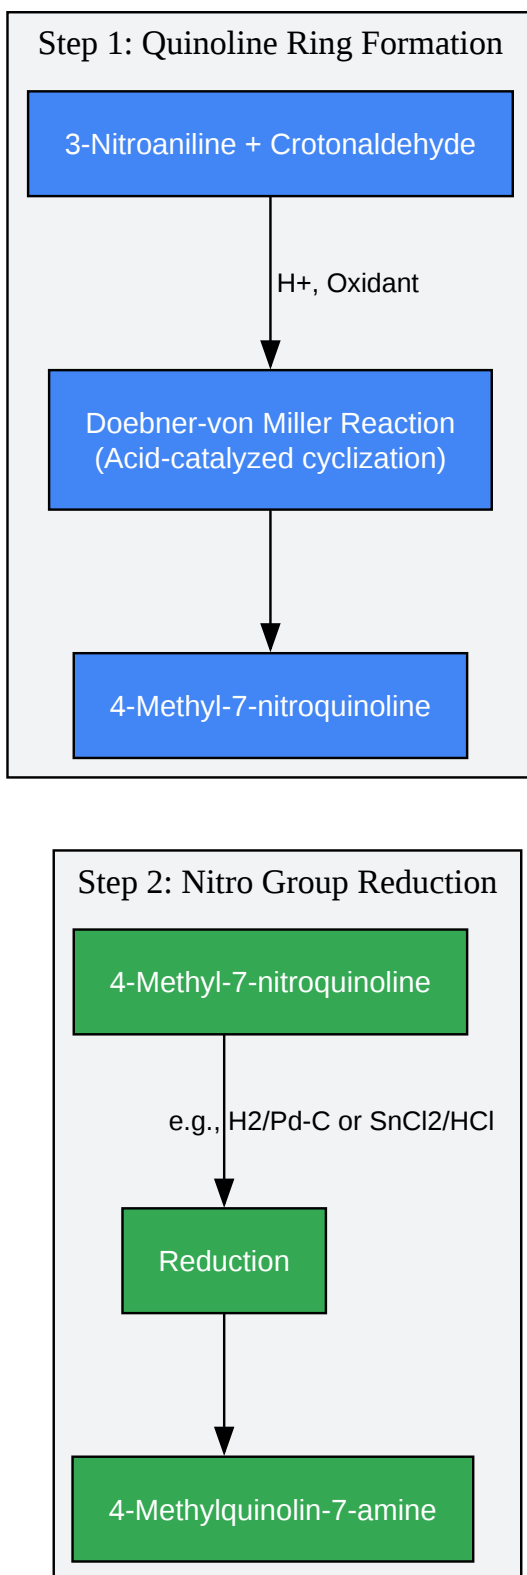 Step 1: Quinoline Ring Formation
3-Nitroaniline + Crotonaldehyde
H+, Oxidant
Doebner-von Miller Reaction
(Acid-catalyzed cyclization)
4-Methyl-7-nitroquinoline
Step 2: Nitro Group Reduction
4-Methyl-7-nitroquinoline
e.g., H2/Pd-C or SnCl2/HCl
Reduction
4-Methylquinolin-7-amine